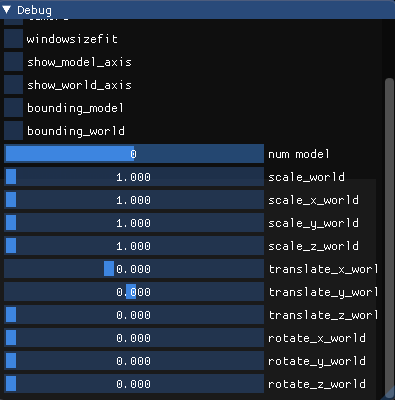 Debug
windowsizefit
show_model_axis
show_world_axis
bounding_model
bounding_world
0 num model
1.000 scale_world
1.000 scale_x_world
1.000 scale_y_world
1.000 scale_z_world
0.000 translate_x_worl
0.000 translate_y_worl
0.000 translate_z_worl
0.000 rotate_x_world
0.000 rotate_y_world
0.000 rotate_z_world